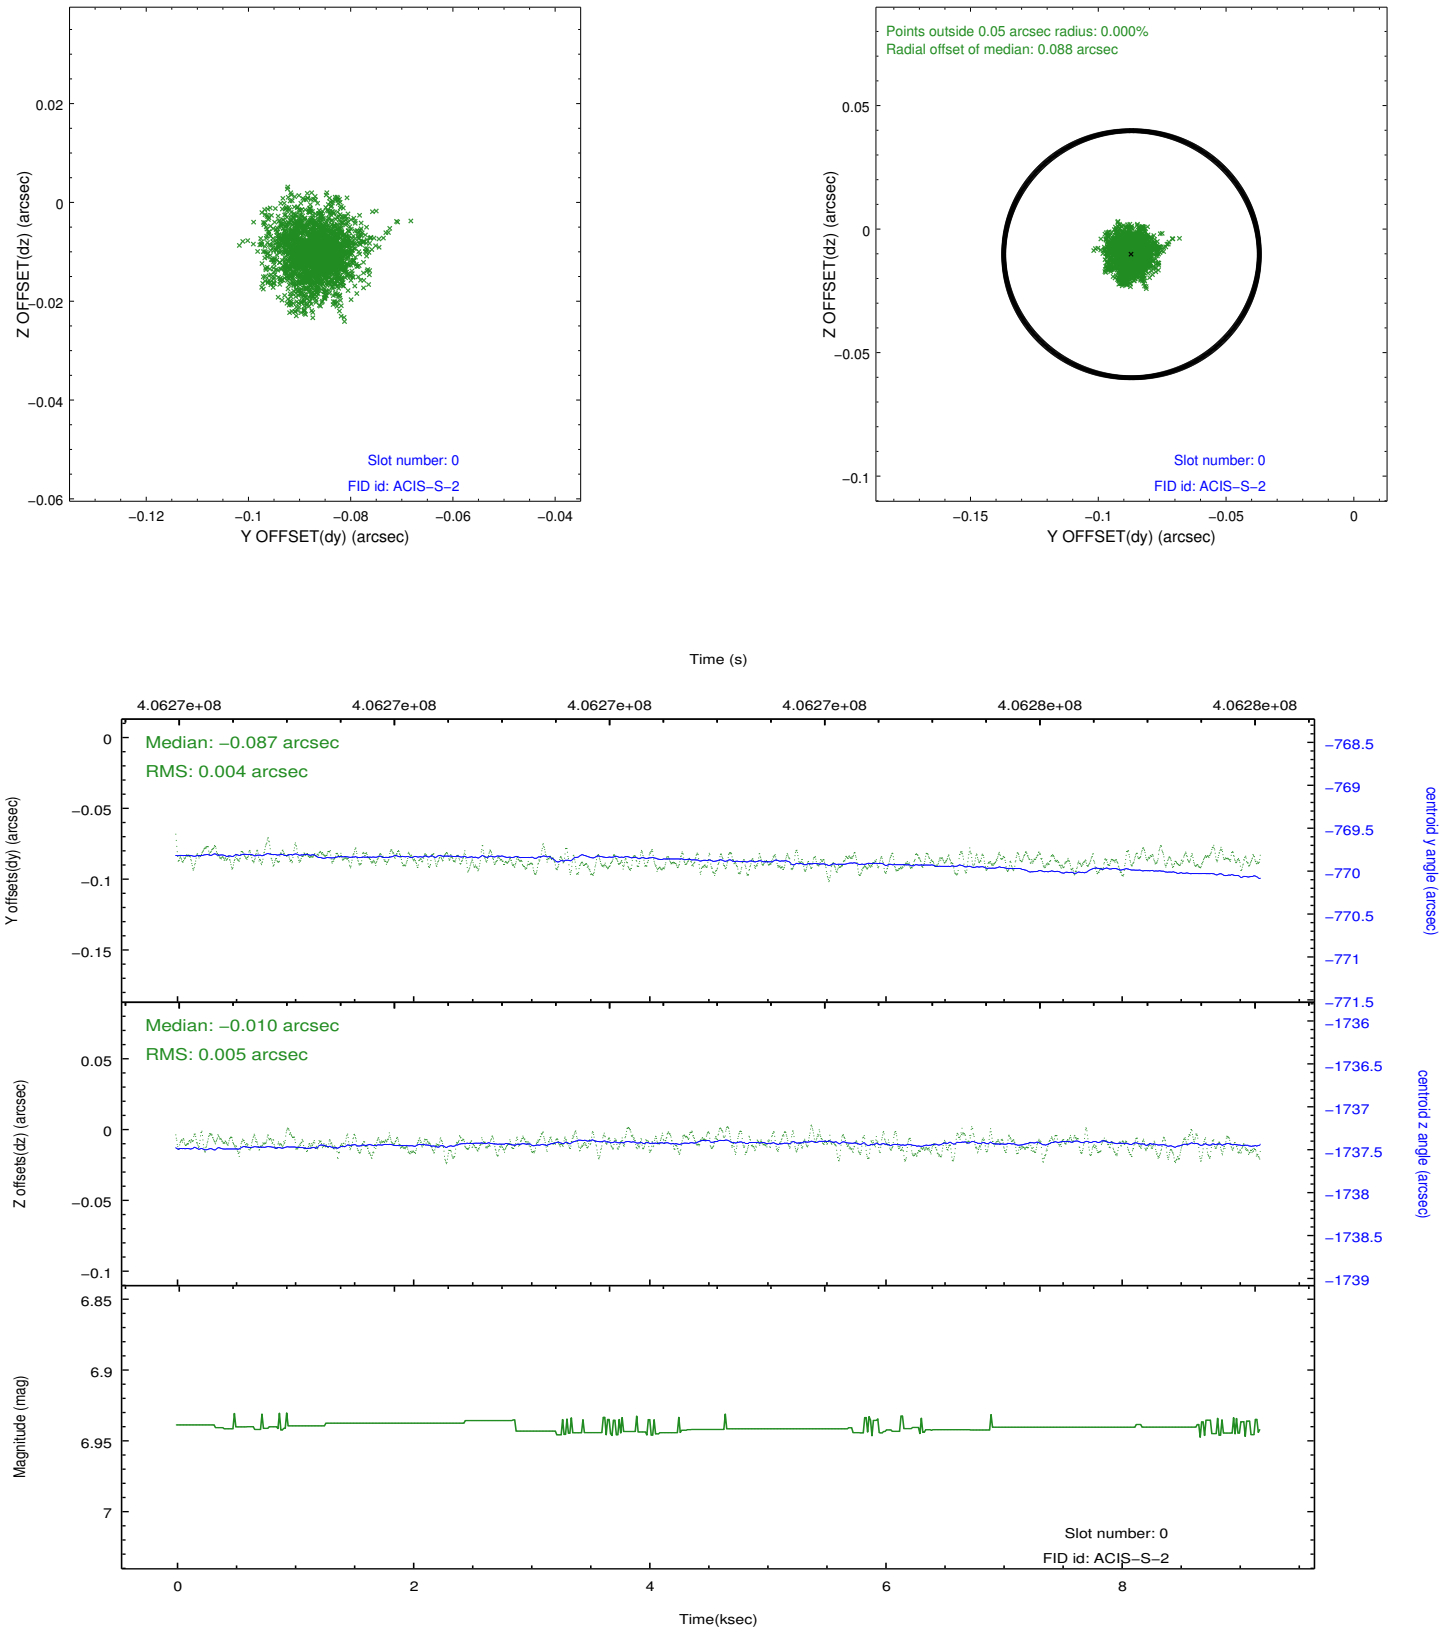 0.02
0
−0.02
−0.04
−0.06
Z OFFSET(dz) (arcsec)
Slot number: 0
FID id: ACIS−S−2
−0.12
−0.1
−0.08
−0.06
−0.04
Y OFFSET(dy) (arcsec)
Points outside 0.05 arcsec radius: 0.000%
Radial offset of median: 0.088 arcsec
0.05
0
−0.05
−0.1
Z OFFSET(dz) (arcsec)
Slot number: 0
FID id: ACIS−S−2
−0.15
−0.1
−0.05
0
Y OFFSET(dy) (arcsec)
Time (s)
4.0627e+08
4.0627e+08
4.0627e+08
4.0627e+08
4.0628e+08
4.0628e+08
Median: −0.087 arcsec
RMS: 0.004 arcsec
0
−0.05
−0.1
−0.15
Y offsets(dy) (arcsec)
−768.5
−769
−769.5
−770
−770.5
−771
−771.5
centroid y angle (arcsec)
Median: −0.010 arcsec
RMS: 0.005 arcsec
0.05
0
−0.05
−0.1
Z offsets(dz) (arcsec)
−1736
−1736.5
−1737
−1737.5
−1738
−1738.5
−1739
centroid z angle (arcsec)
6.85
6.9
6.95
7
Magnitude (mag)
Slot number: 0
FID id: ACIS−S−2
0
2
4
6
8
Time(ksec)